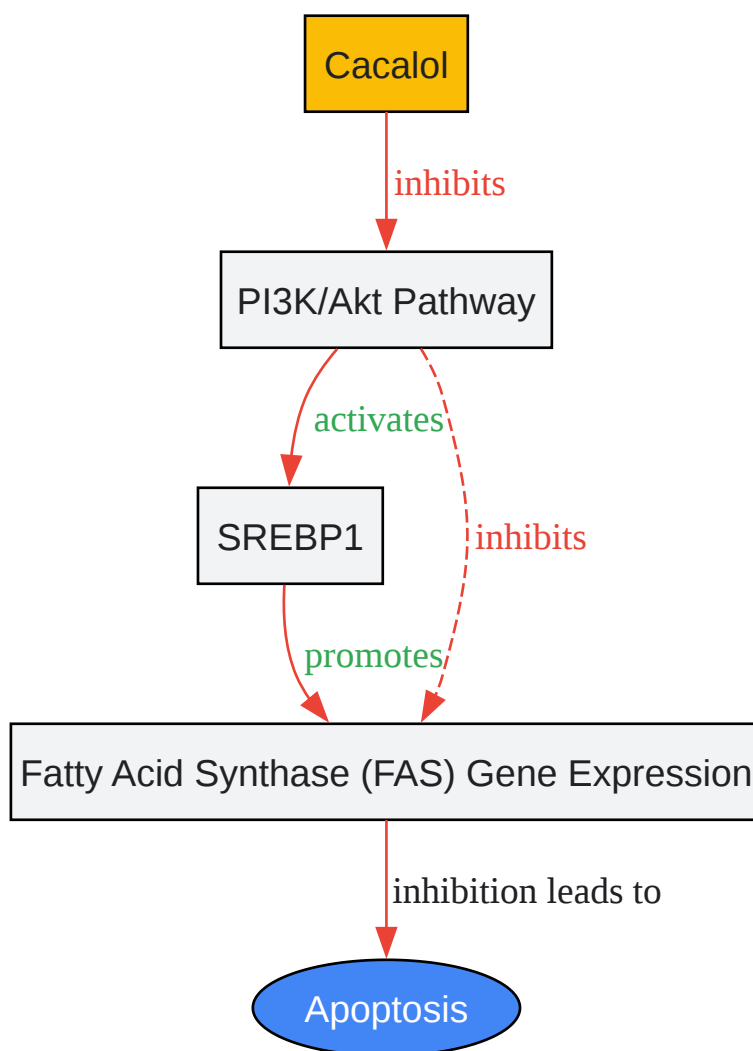 Cacalol
inhibits
PI3K/Akt Pathway
activates
SREBP1
inhibits
promotes
Fatty Acid Synthase (FAS) Gene Expression
inhibition leads to
Apoptosis